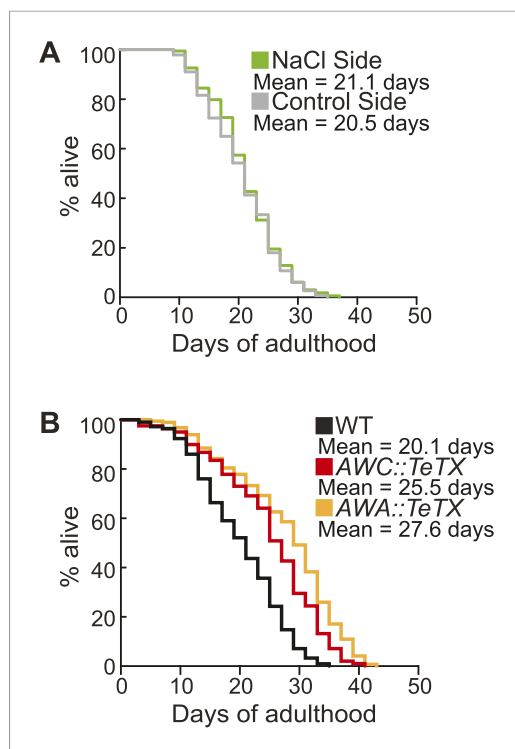 A
NaCl Side
Mean = 21.1 days
Control Side
Mean = 20.5 days
100
80
60
40
20
0
% alive
0 10 20 30 40 50
Days of adulthood
B
WT
Mean = 20.1 days
AWC::TeTX
Mean = 25.5 days
AWA::TeTX
Mean = 27.6 days
100
80
60
40
20
0
% alive
0 10 20 30 40 50
Days of adulthood